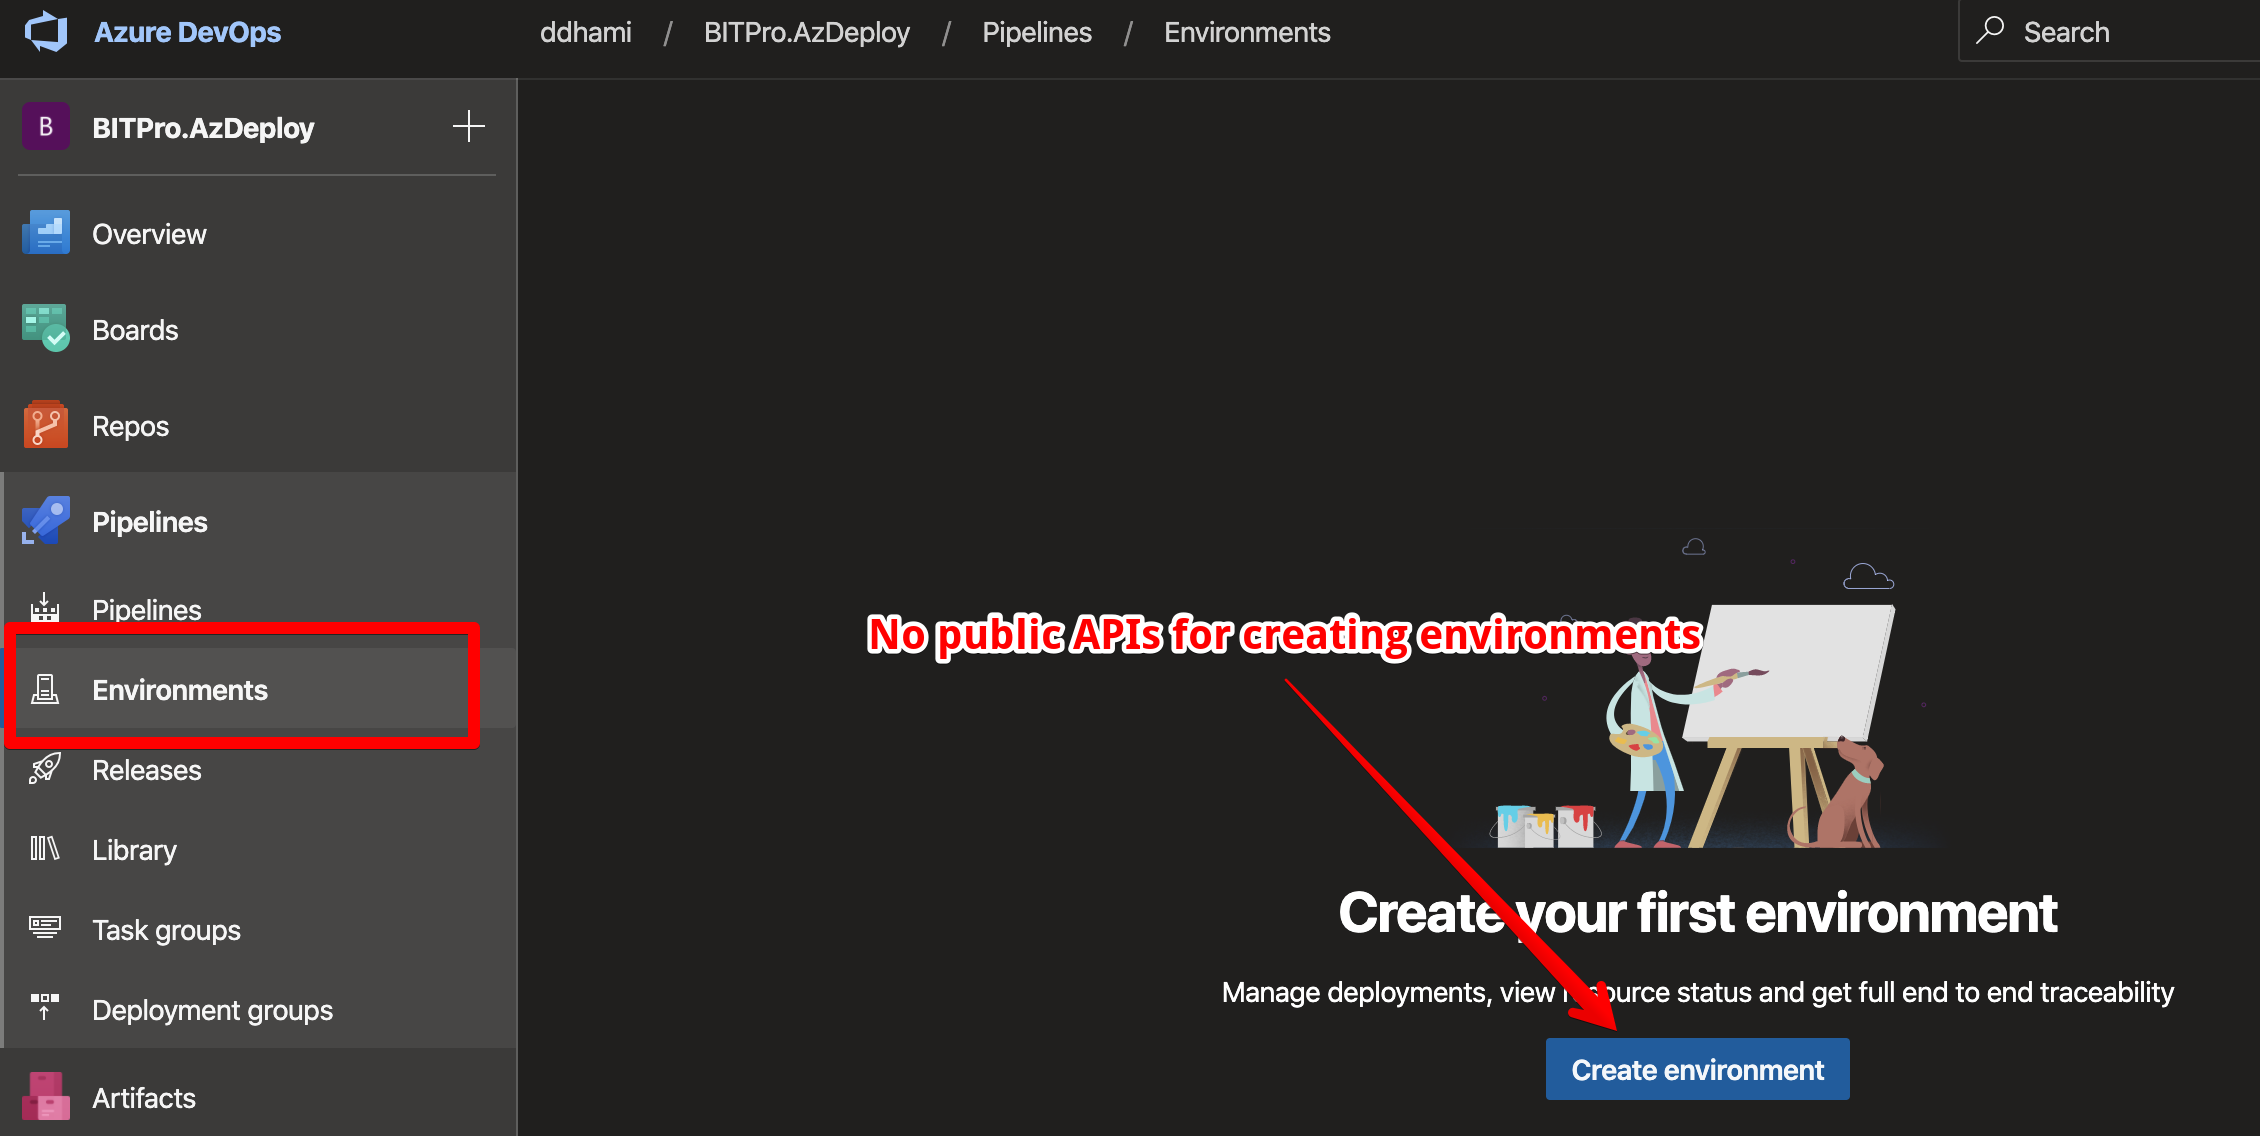 Azure DevOps
ddhami / BITPro.AzDeploy / Pipelines / Environments
Search
B
BITPro.AzDeploy
Overview
Boards
Repos
Pipelines
Pipelines
Environments
Releases
Library
Task groups
Deployment groups
Artifacts
No public APIs for creating environments
Create your first environment
Manage deployments, view resource status and get full end to end traceability
Create environment